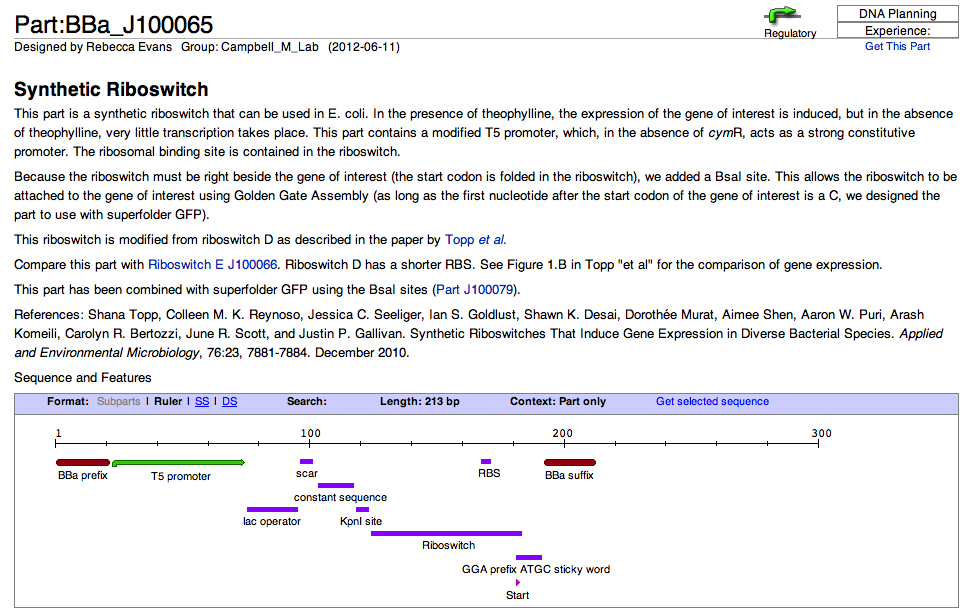 Part:BBa_J100065
Regulatory
DNA Planning
Experience:
Get This Part
Designed by Rebecca Evans Group: Campbell_M_Lab (2012-06-11)
Synthetic Riboswitch
This part is a synthetic riboswitch that can be used in E. coli. In the presence of theophylline, the expression of the gene of interest is induced, but in the absence
of theophylline, very little transcription takes place. This part contains a modified T5 promoter, which, in the absence of cymR, acts as a strong constitutive
promoter. The ribosomal binding site is contained in the riboswitch.
Because the riboswitch must be right beside the gene of interest (the start codon is folded in the riboswitch), we added a BsaI site. This allows the riboswitch to be
attached to the gene of interest using Golden Gate Assembly (as long as the first nucleotide after the start codon of the gene of interest is a C, we designed the
part to use with superfolder GFP).
This riboswitch is modified from riboswitch D as described in the paper by Topp et al.
Compare this part with Riboswitch E J100066. Riboswitch D has a shorter RBS. See Figure 1.B in Topp "et al" for the comparison of gene expression.
This part has been combined with superfolder GFP using the BsaI sites (Part J100079).
References: Shana Topp, Colleen M. K. Reynoso, Jessica C. Seeliger, Ian S. Goldlust, Shawn K. Desai, Dorothée Murat, Aimee Shen, Aaron W. Puri, Arash
Komeili, Carolyn R. Bertozzi, June R. Scott, and Justin P. Gallivan. Synthetic Riboswitches That Induce Gene Expression in Diverse Bacterial Species. Applied
and Environmental Microbiology, 76:23, 7881-7884. December 2010.
Sequence and Features
Format: Subparts | Ruler | SS | DS Search: Length: 213 bp Context: Part only Get selected sequence
1 100 200 300
BBa prefix T5 promoter scar RBS BBa suffix
constant sequence
lac operator KpnI site
Riboswitch
GGA prefix ATGC sticky word
Start